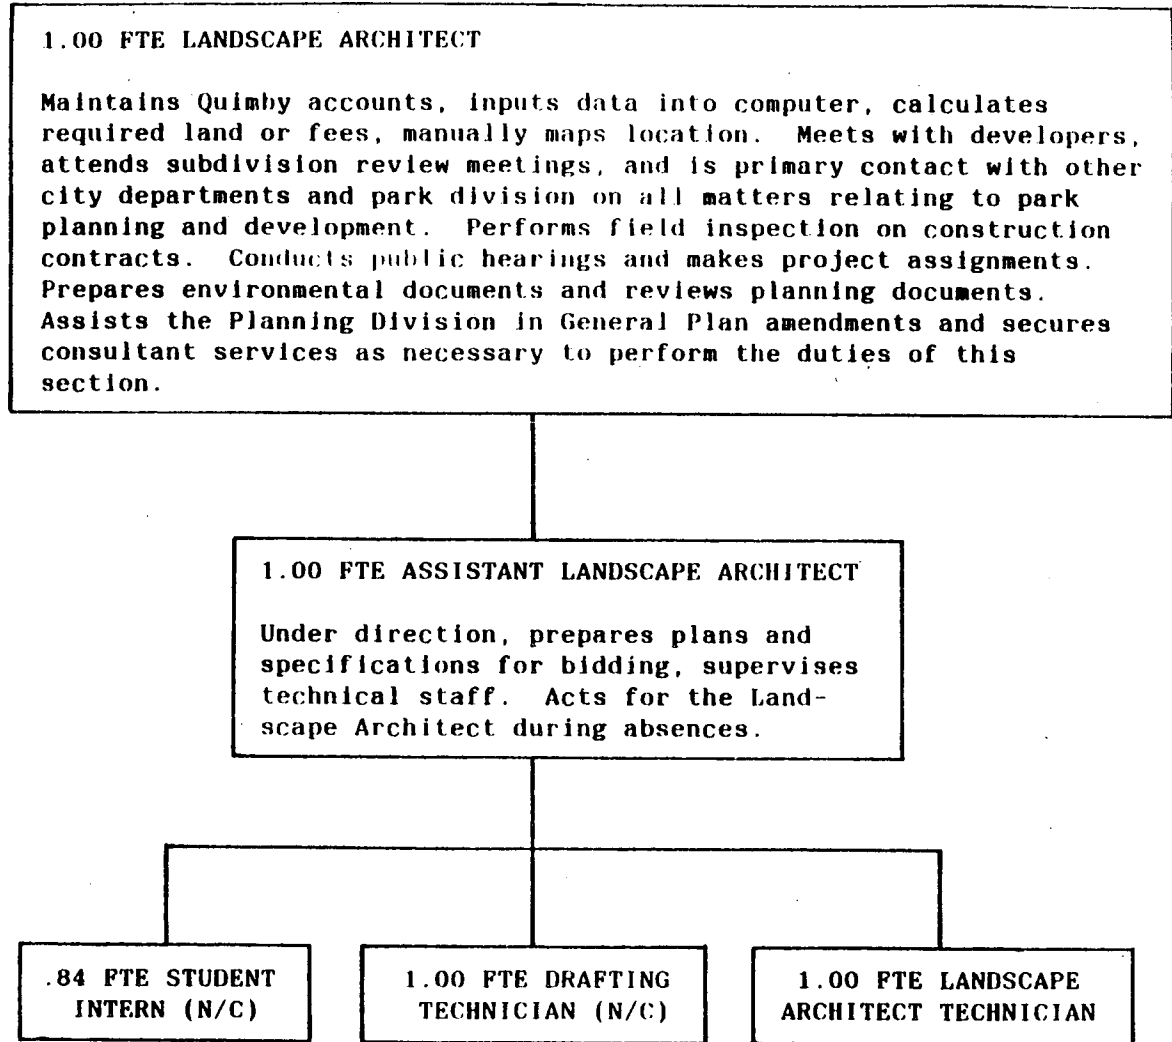 1.00 FTE LANDSCAPE ARCHITECT
Maintains Quimby accounts, inputs data into computer, calculates
required land or fees, manually maps location. Meets with developers,
attends subdivision review meetings, and is primary contact with other
city departments and park division on all matters relating to park
planning and development. Performs field inspection on construction
contracts. Conducts public hearings and makes project assignments.
Prepares environmental documents and reviews planning documents.
Assists the Planning Division in General Plan amendments and secures
consultant services as necessary to perform the duties of this
section.
1.00 FTE ASSISTANT LANDSCAPE ARCHITECT
Under direction, prepares plans and
specifications for bidding, supervises
technical staff. Acts for the Land-
scape Architect during absences.
.84 FTE STUDENT
INTERN (N/C)
1.00 FTE DRAFTING
TECHNICIAN (N/C)
1.00 FTE LANDSCAPE
ARCHITECT TECHNICIAN